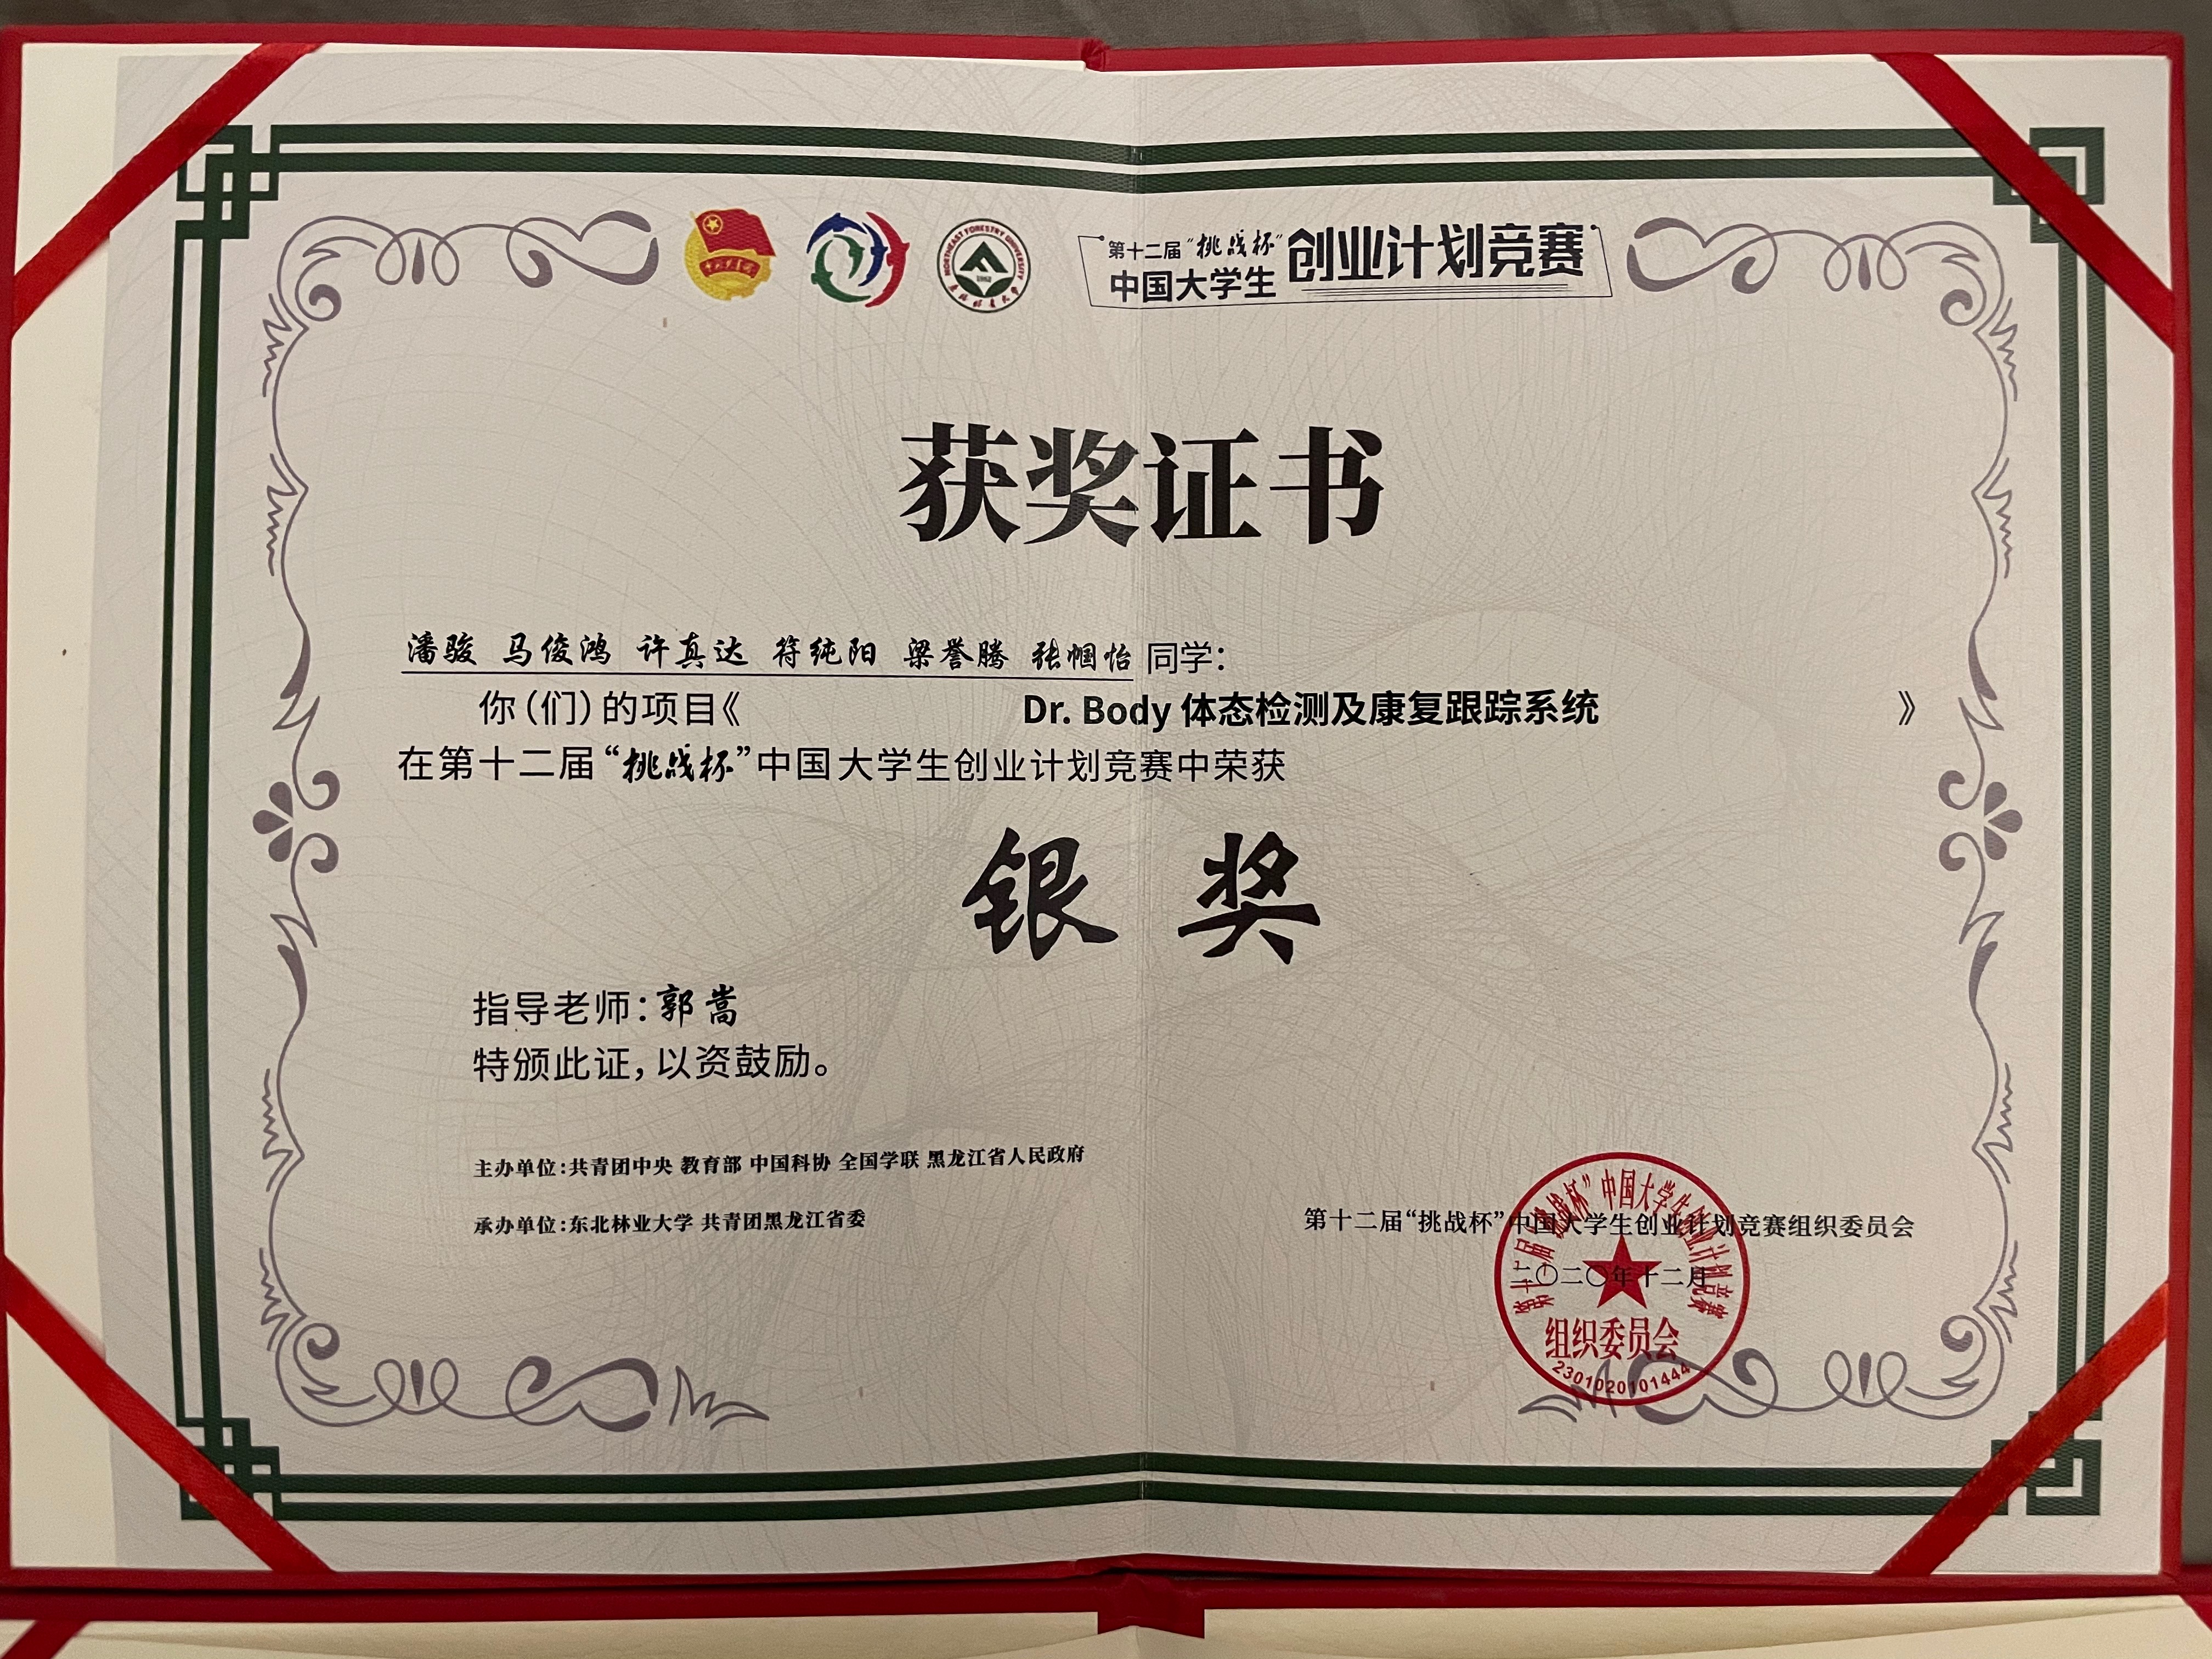 第十二届“挑战杯”
中国大学生创业计划竞赛
NORTHEAST FORESTRY UNIVERSITY
1952
东北林业大学
获奖证书
潘骏 马俊鸿 许真达 符纯阳 梁誉腾 张帼怡 同学：
你（们）的项目《 Dr. Body 体态检测及康复跟踪系统 》
在第十二届“挑战杯”中国大学生创业计划竞赛中荣获
银奖
指导老师：郭嵩
特颁此证，以资鼓励。
主办单位：共青团中央 教育部 中国科协 全国学联 黑龙江省人民政府
承办单位：东北林业大学 共青团黑龙江省委
第十二届“挑战杯”中国大学生创业计划竞赛组织委员会
二〇二〇年十二月
第十二届“挑战杯”中国大学生创业计划竞赛
组织委员会
2301020101444